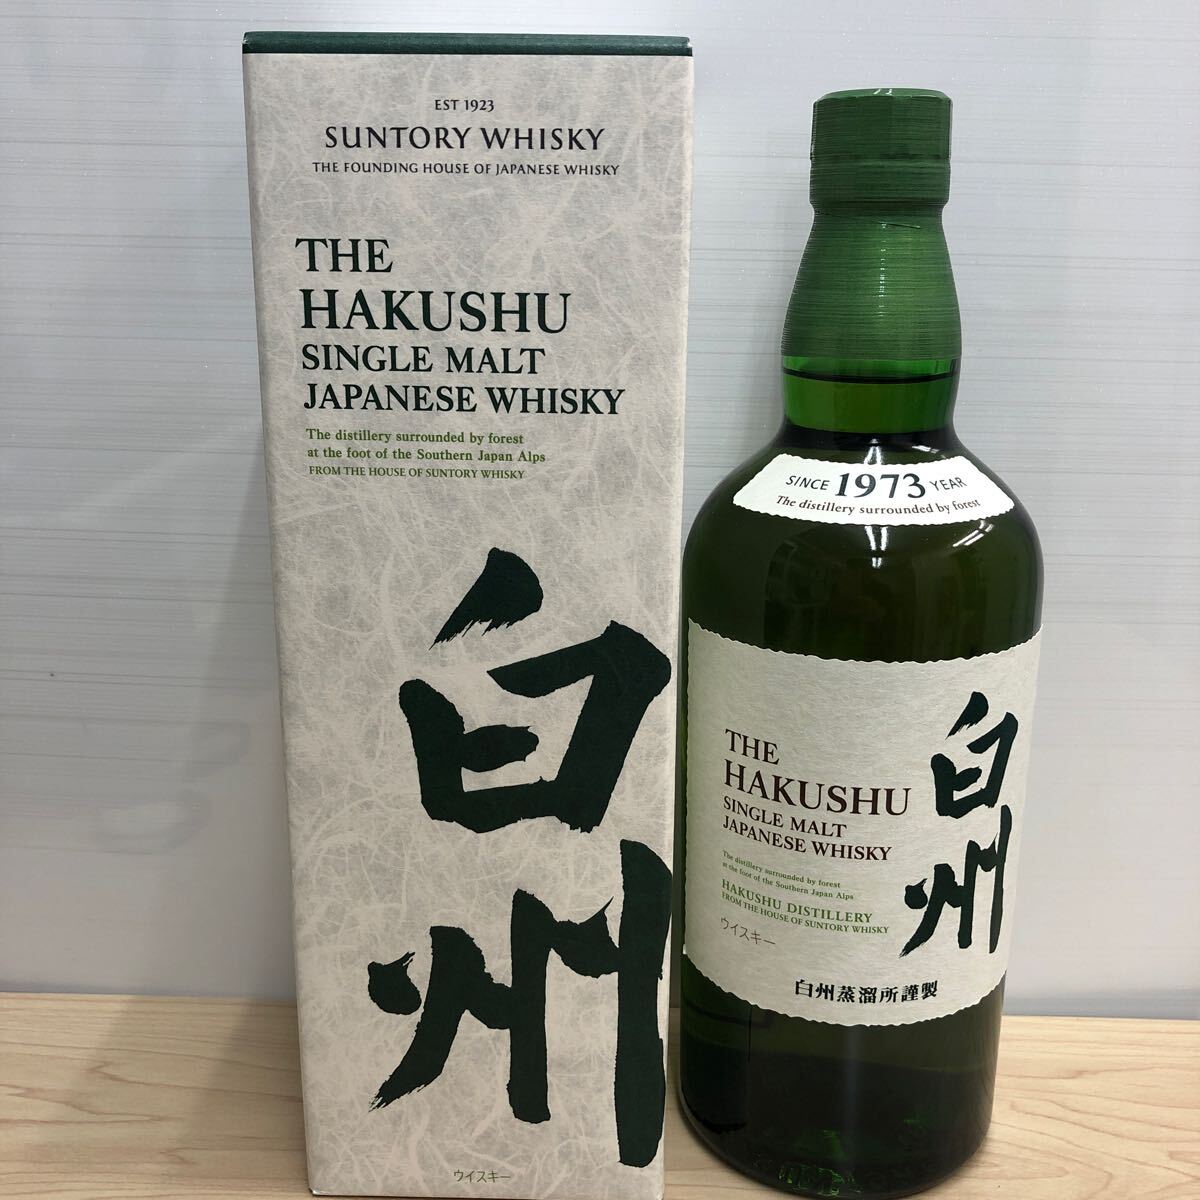 EST 1923
SUNTORY WHISKY
THE FOUNDING HOUSE OF JAPANESE WHISKY
THE
HAKUSHU
SINGLE MALT
JAPANESE WHISKY
The distillery surrounded by forest
at the foot of the Southern Japan Alps
FROM THE HOUSE OF SUNTORY WHISKY
白州
ウイスキー
SINCE 1973 YEAR
The distillery surrounded by forest
THE
HAKUSHU
SINGLE MALT
JAPANESE WHISKY
The distillery surrounded by forest
at the foot of the Southern Japan Alps
HAKUSHU DISTILLERY
FROM THE HOUSE OF SUNTORY WHISKY
ウイスキー
白州
白州蒸溜所謹製